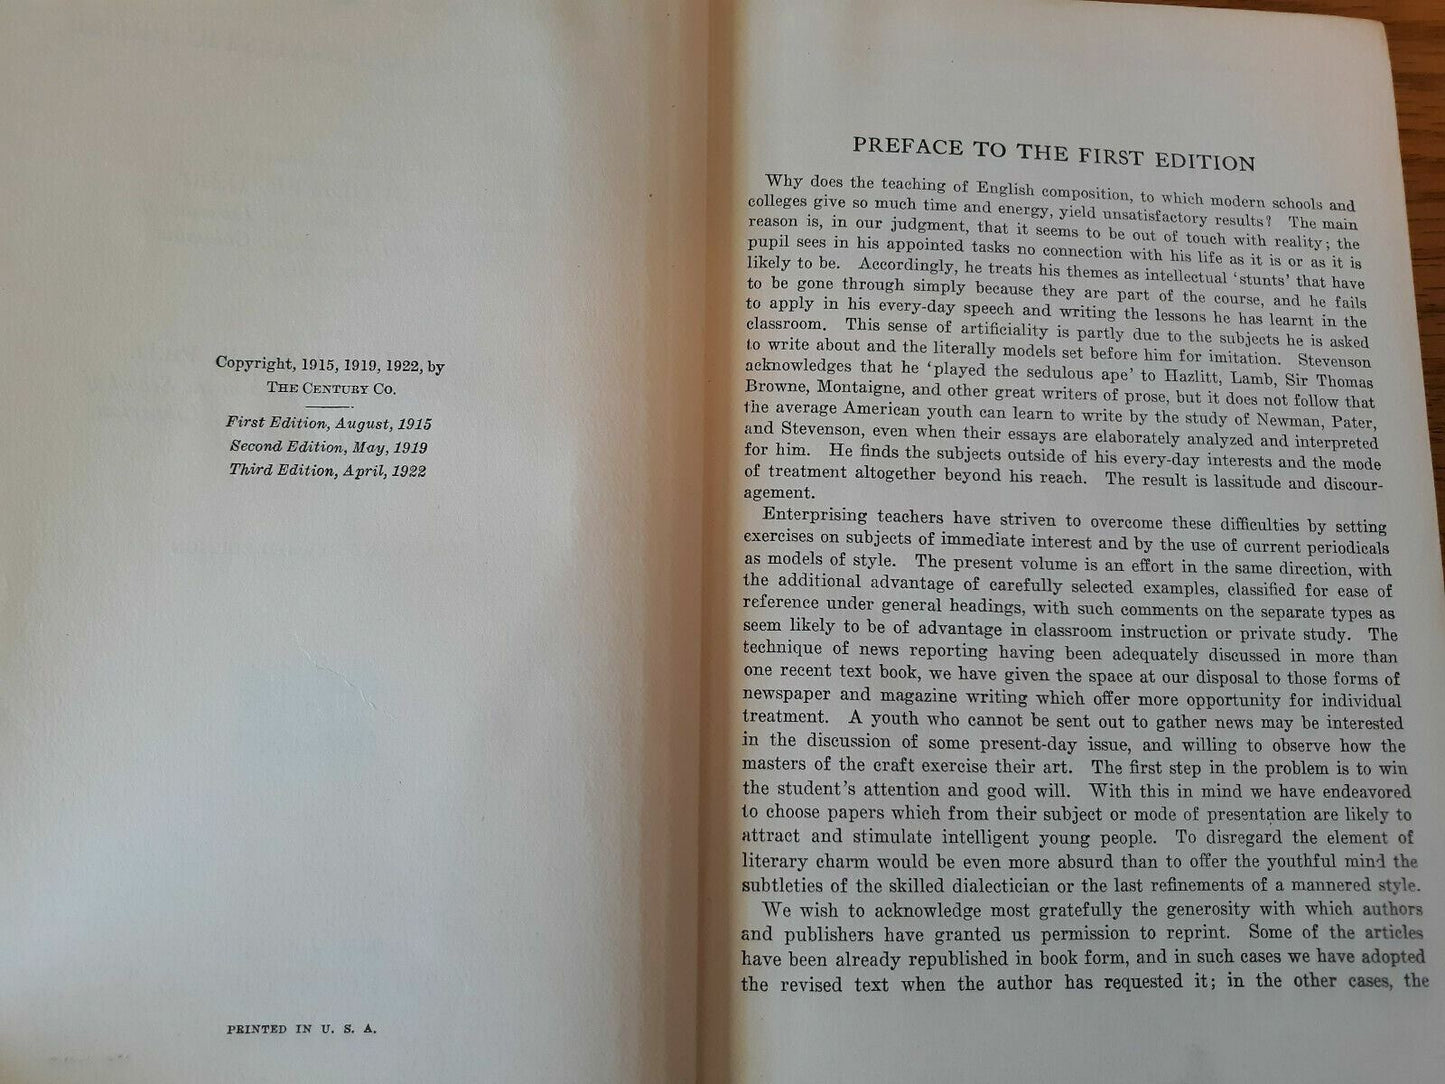 Copyright, 1915, 1919, 1922, by
THE CENTURY CO.
First Edition, August, 1915
Second Edition, May, 1919
Third Edition, April, 1922
PRINTED IN U. S. A.
PREFACE TO THE FIRST EDITION
Why does the teaching of English composition, to which modern schools and
colleges give so much time and energy, yield unsatisfactory results? The main
reason is, in our judgment, that it seems to be out of touch with reality; the
pupil sees in his appointed tasks no connection with his life as it is or as it is
likely to be. Accordingly, he treats his themes as intellectual 'stunts' that have
to be gone through simply because they are part of the course, and he fails
to apply in his every-day speech and writing the lessons he has learnt in the
classroom. This sense of artificiality is partly due to the subjects he is asked
to write about and the literally models set before him for imitation. Stevenson
acknowledges that he 'played the sedulous ape' to Hazlitt, Lamb, Sir Thomas
Browne, Montaigne, and other great writers of prose, but it does not follow that
the average American youth can learn to write by the study of Newman, Pater,
and Stevenson, even when their essays are elaborately analyzed and interpreted
for him. He finds the subjects outside of his every-day interests and the mode
of treatment altogether beyond his reach. The result is lassitude and discour-
agement.
Enterprising teachers have striven to overcome these difficulties by setting
exercises on subjects of immediate interest and by the use of current periodicals
as models of style. The present volume is an effort in the same direction, with
the additional advantage of carefully selected examples, classified for ease of
reference under general headings, with such comments on the separate types as
seem likely to be of advantage in classroom instruction or private study. The
technique of news reporting having been adequately discussed in more than
one recent text book, we have given the space at our disposal to those forms of
newspaper and magazine writing which offer more opportunity for individual
treatment. A youth who cannot be sent out to gather news may be interested
in the discussion of some present-day issue, and willing to observe how the
masters of the craft exercise their art. The first step in the problem is to win
the student's attention and good will. With this in mind we have endeavored
to choose papers which from their subject or mode of presentation are likely to
attract and stimulate intelligent young people. To disregard the element of
literary charm would be even more absurd than to offer the youthful mind the
subtleties of the skilled dialectician or the last refinements of a mannered style.
We wish to acknowledge most gratefully the generosity with which authors
and publishers have granted us permission to reprint. Some of the articles
have been already republished in book form, and in such cases we have adopted
the revised text when the author has requested it; in the other cases, the